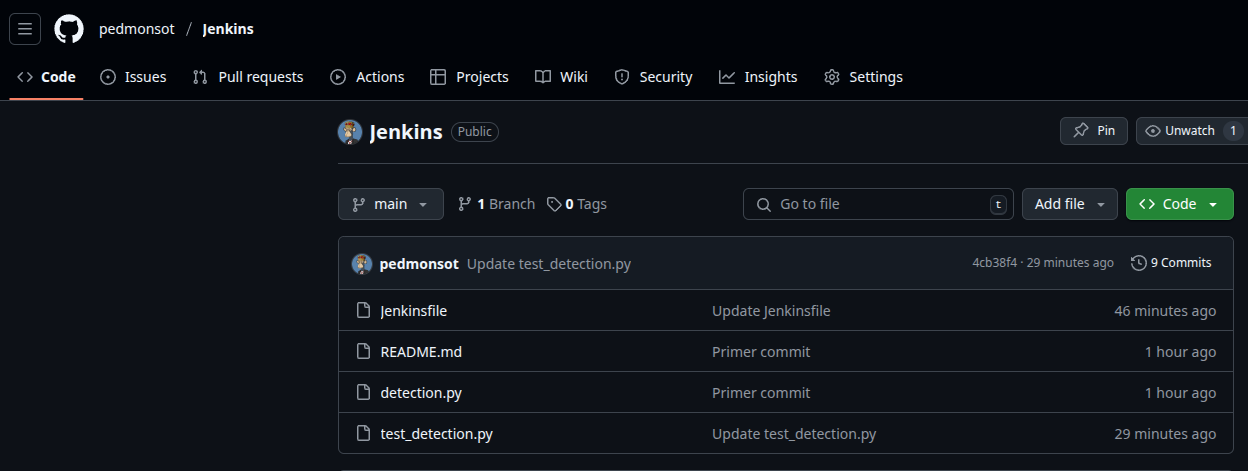 pedmonsot / Jenkins
Code Issues Pull requests Actions Projects Wiki Security Insights Settings
Jenkins Public Pin Unwatch 1
main 1 Branch 0 Tags Go to file t Add file Code
pedmonsot Update test_detection.py 4cb38f4 · 29 minutes ago 9 Commits
Jenkinsfile Update Jenkinsfile 46 minutes ago
README.md Primer commit 1 hour ago
detection.py Primer commit 1 hour ago
test_detection.py Update test_detection.py 29 minutes ago